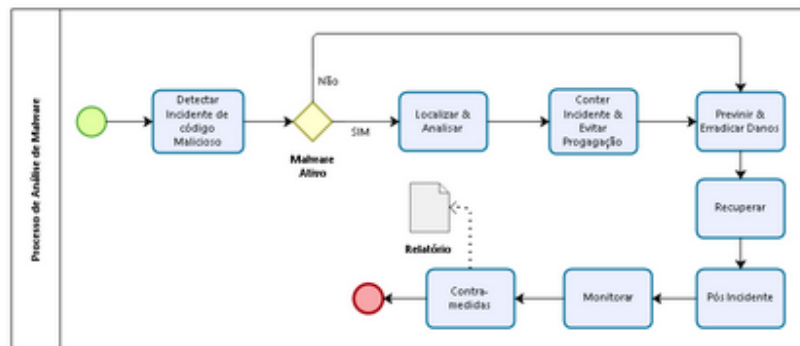 Processo de Análise de Malware
Detectar
Incidente de
código
Malicioso
Não
SIM
Malware
Ativo
Localizar &
Analisar
Conter
Incidente &
Evitar
Progagação
Previnir &
Erradicar Danos
Recuperar
Relatório
Contra-
medidas
Monitorar
Pós Incidente